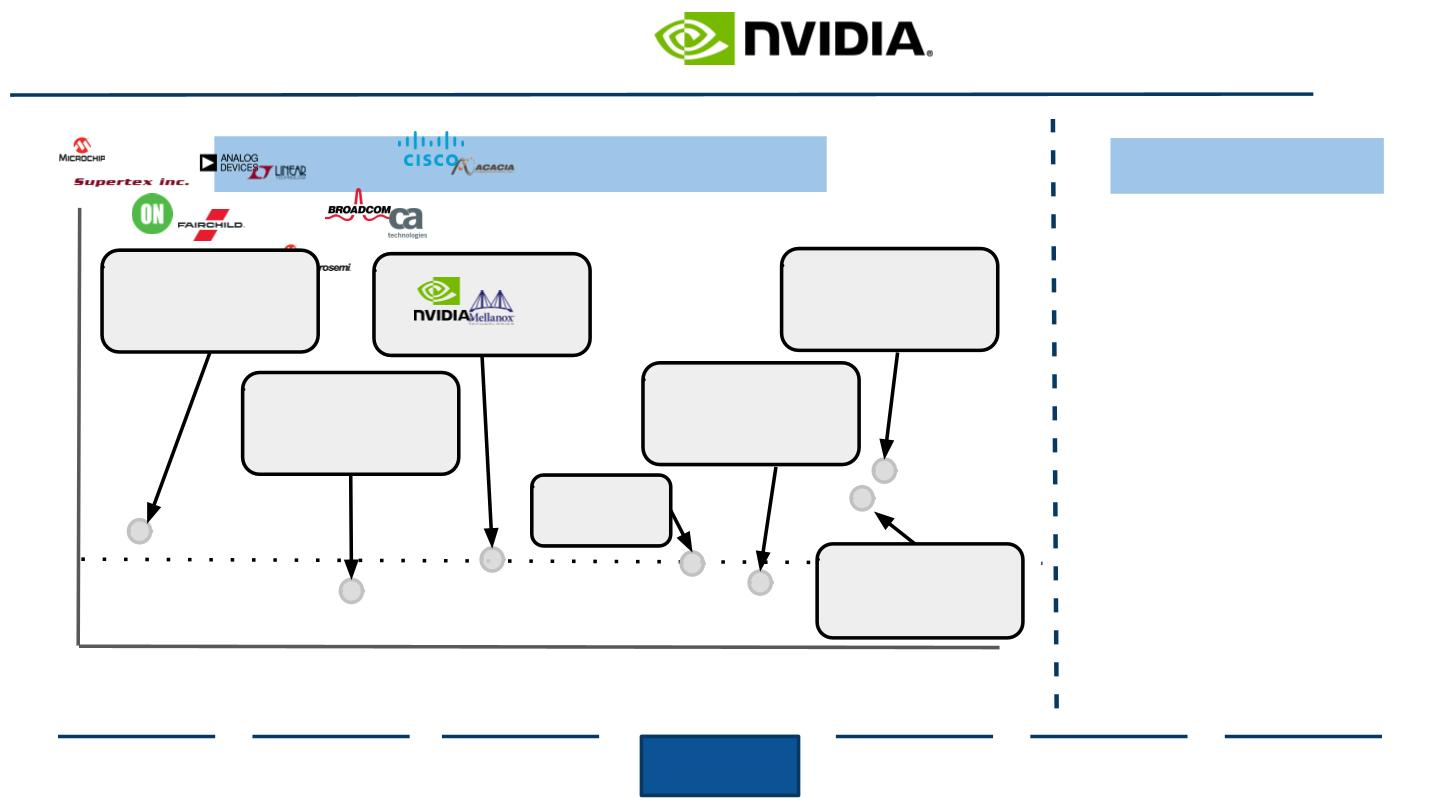 NVIDIA®
MICROCHIP
Supertex inc.
ANALOG
DEVICES
LINEAR
CISCO
ACACIA
ON
FAIRCHILD
BROADCOM
ca
technologies
rosemi.
NVIDIA
Mellanox